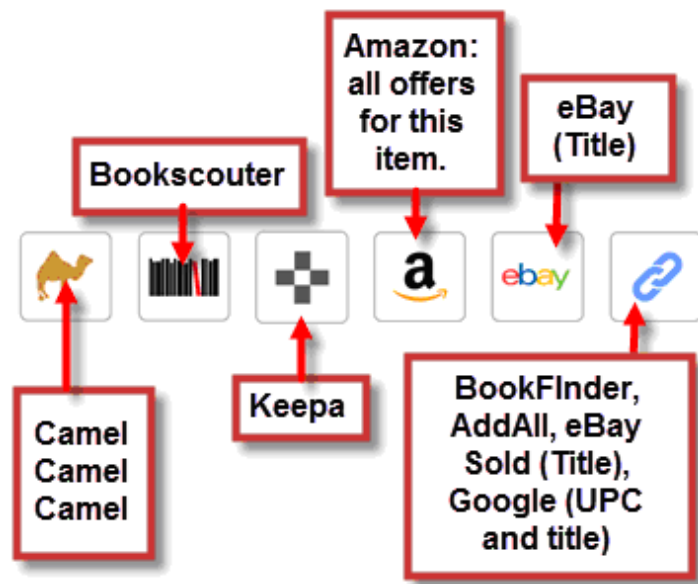 Amazon:
all offers
for this
item.
eBay
(Title)
Bookscouter
a
ebay
Keepa
Camel
Camel
Camel
BookFInder,
AddAll, eBay
Sold (Title),
Google (UPC
and title)